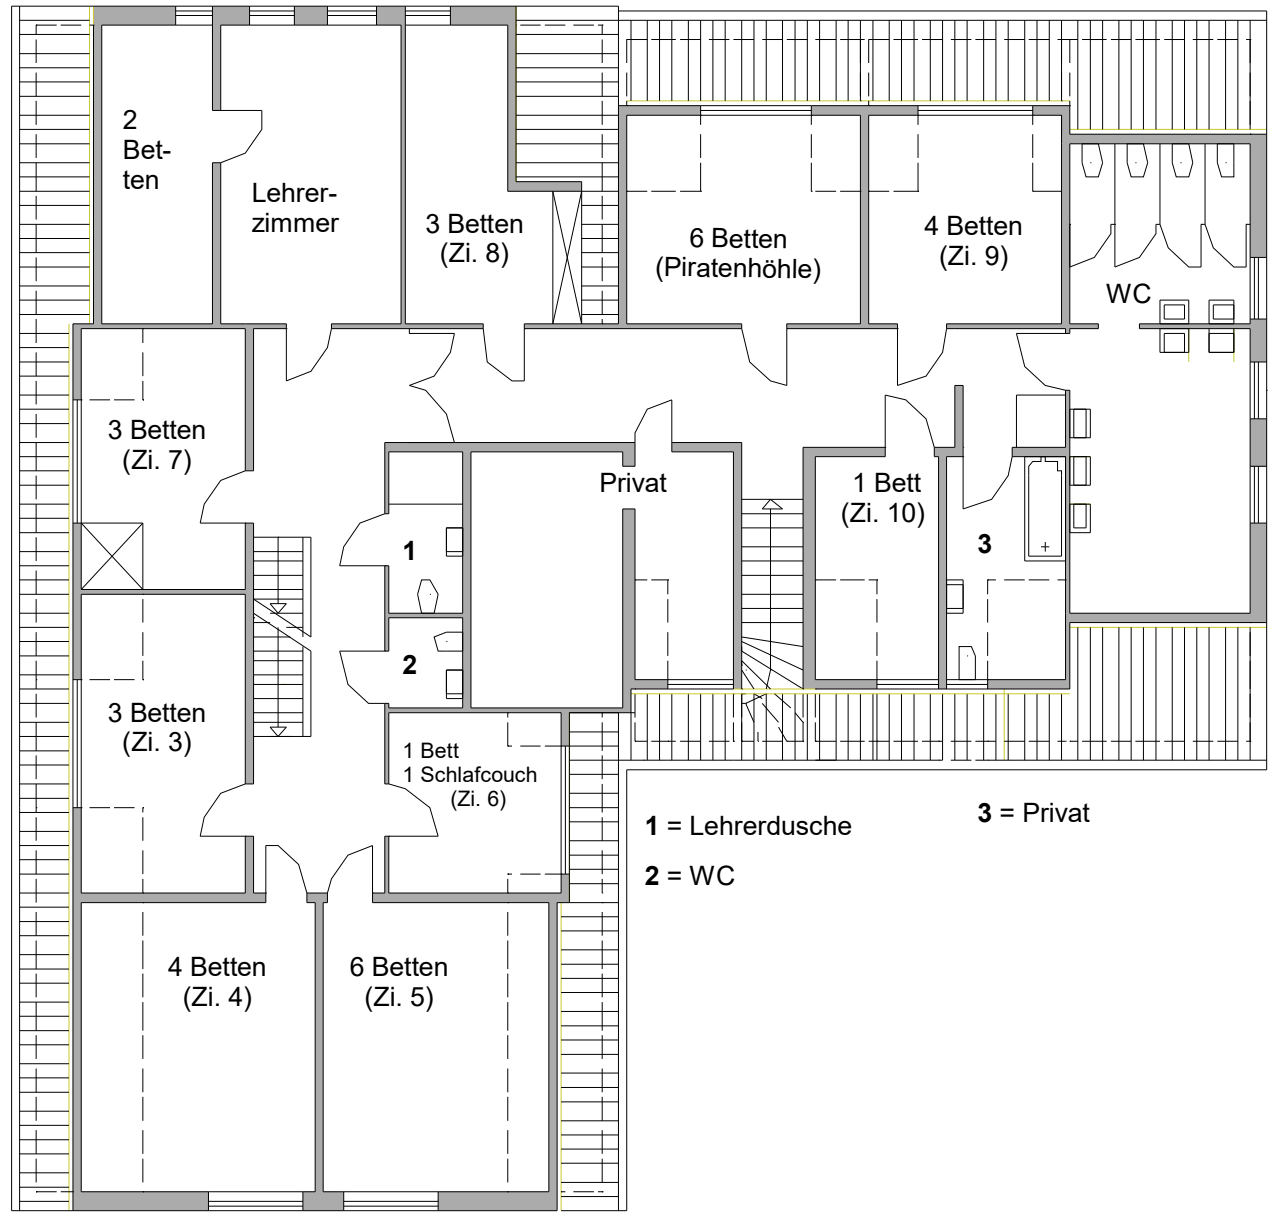 2
Bet-
ten
Lehrer-
zimmer
3 Betten
(Zi. 8)
6 Betten
(Piratenhöhle)
4 Betten
(Zi. 9)
WC
3 Betten
(Zi. 7)
Privat
1 Bett
(Zi. 10)
1
3
2
3 Betten
(Zi. 3)
1 Bett
1 Schlafcouch
(Zi. 6)
1 = Lehrerdusche
3 = Privat
2 = WC
4 Betten
(Zi. 4)
6 Betten
(Zi. 5)